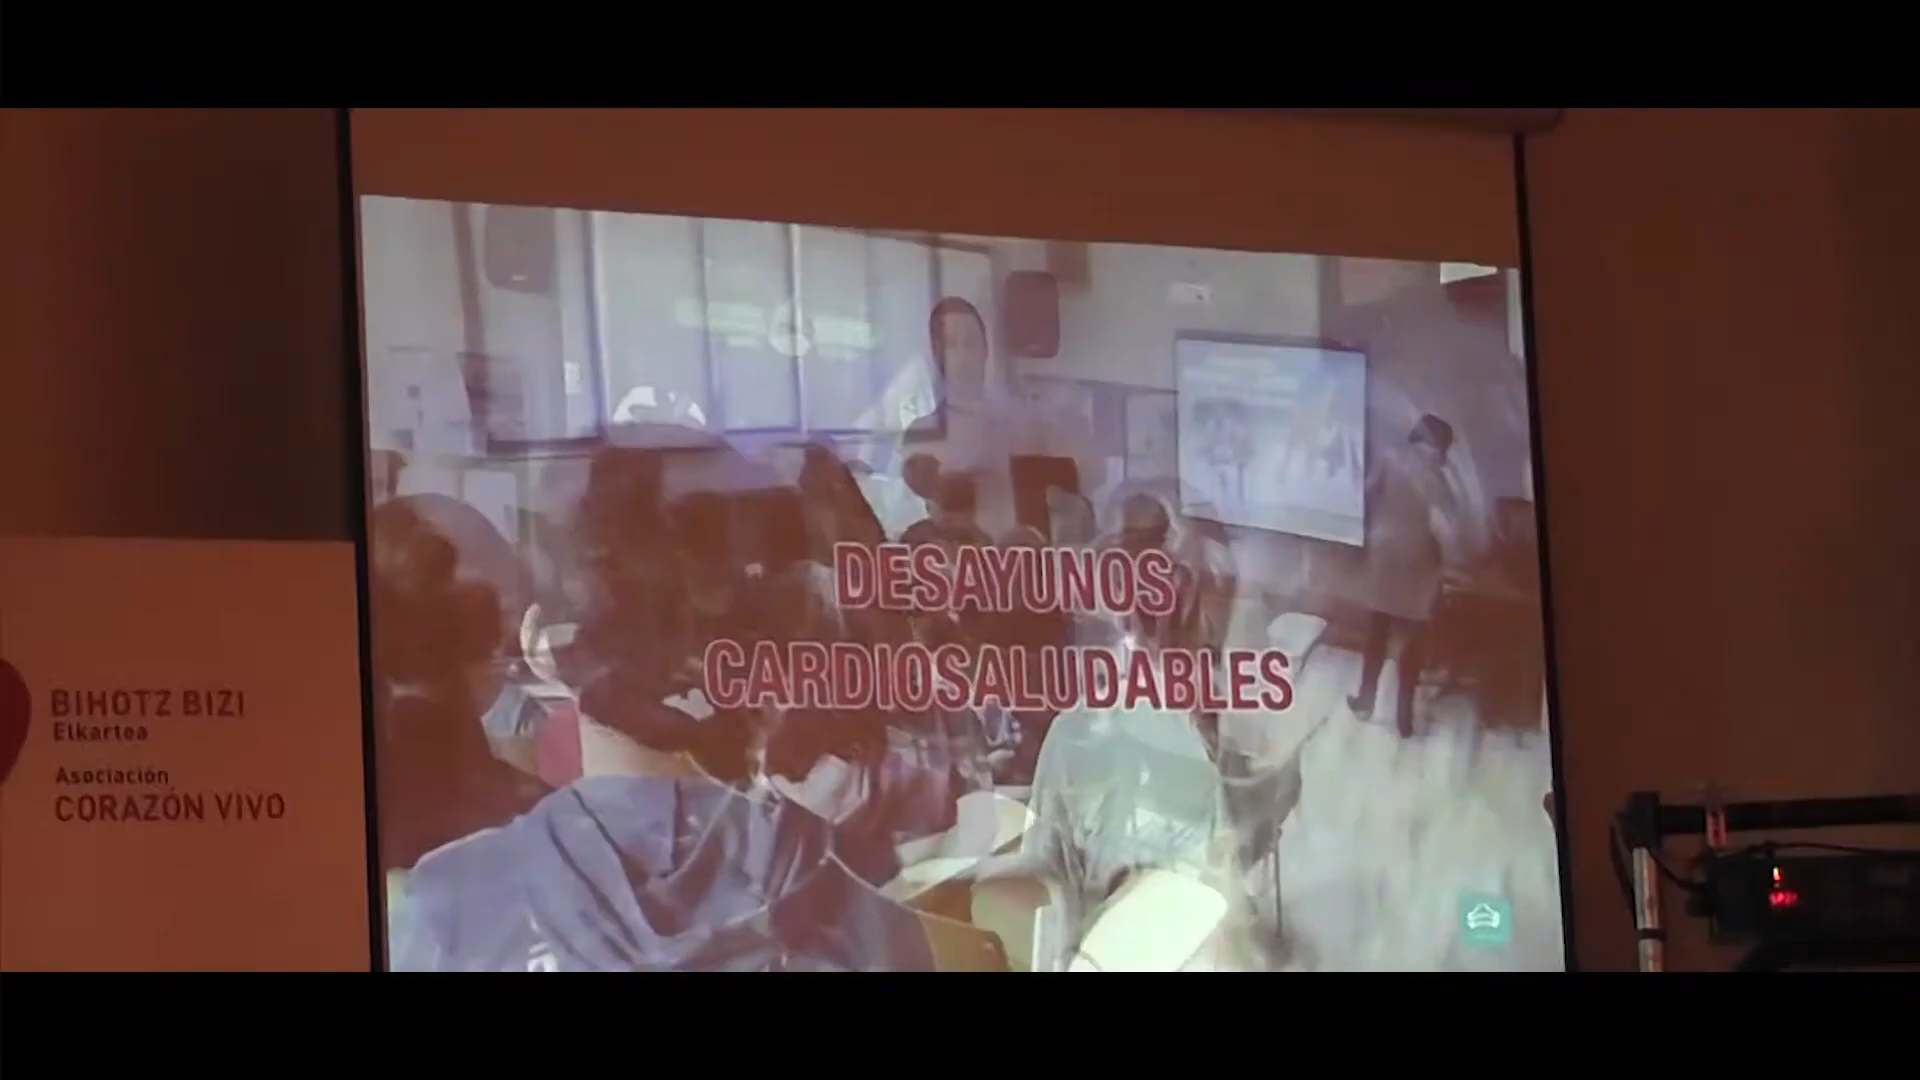 DESAYUNOS
CARDIOSALUDABLES
BIHOTZ BIZI
Elkartea
Asociación
CORAZÓN VIVO